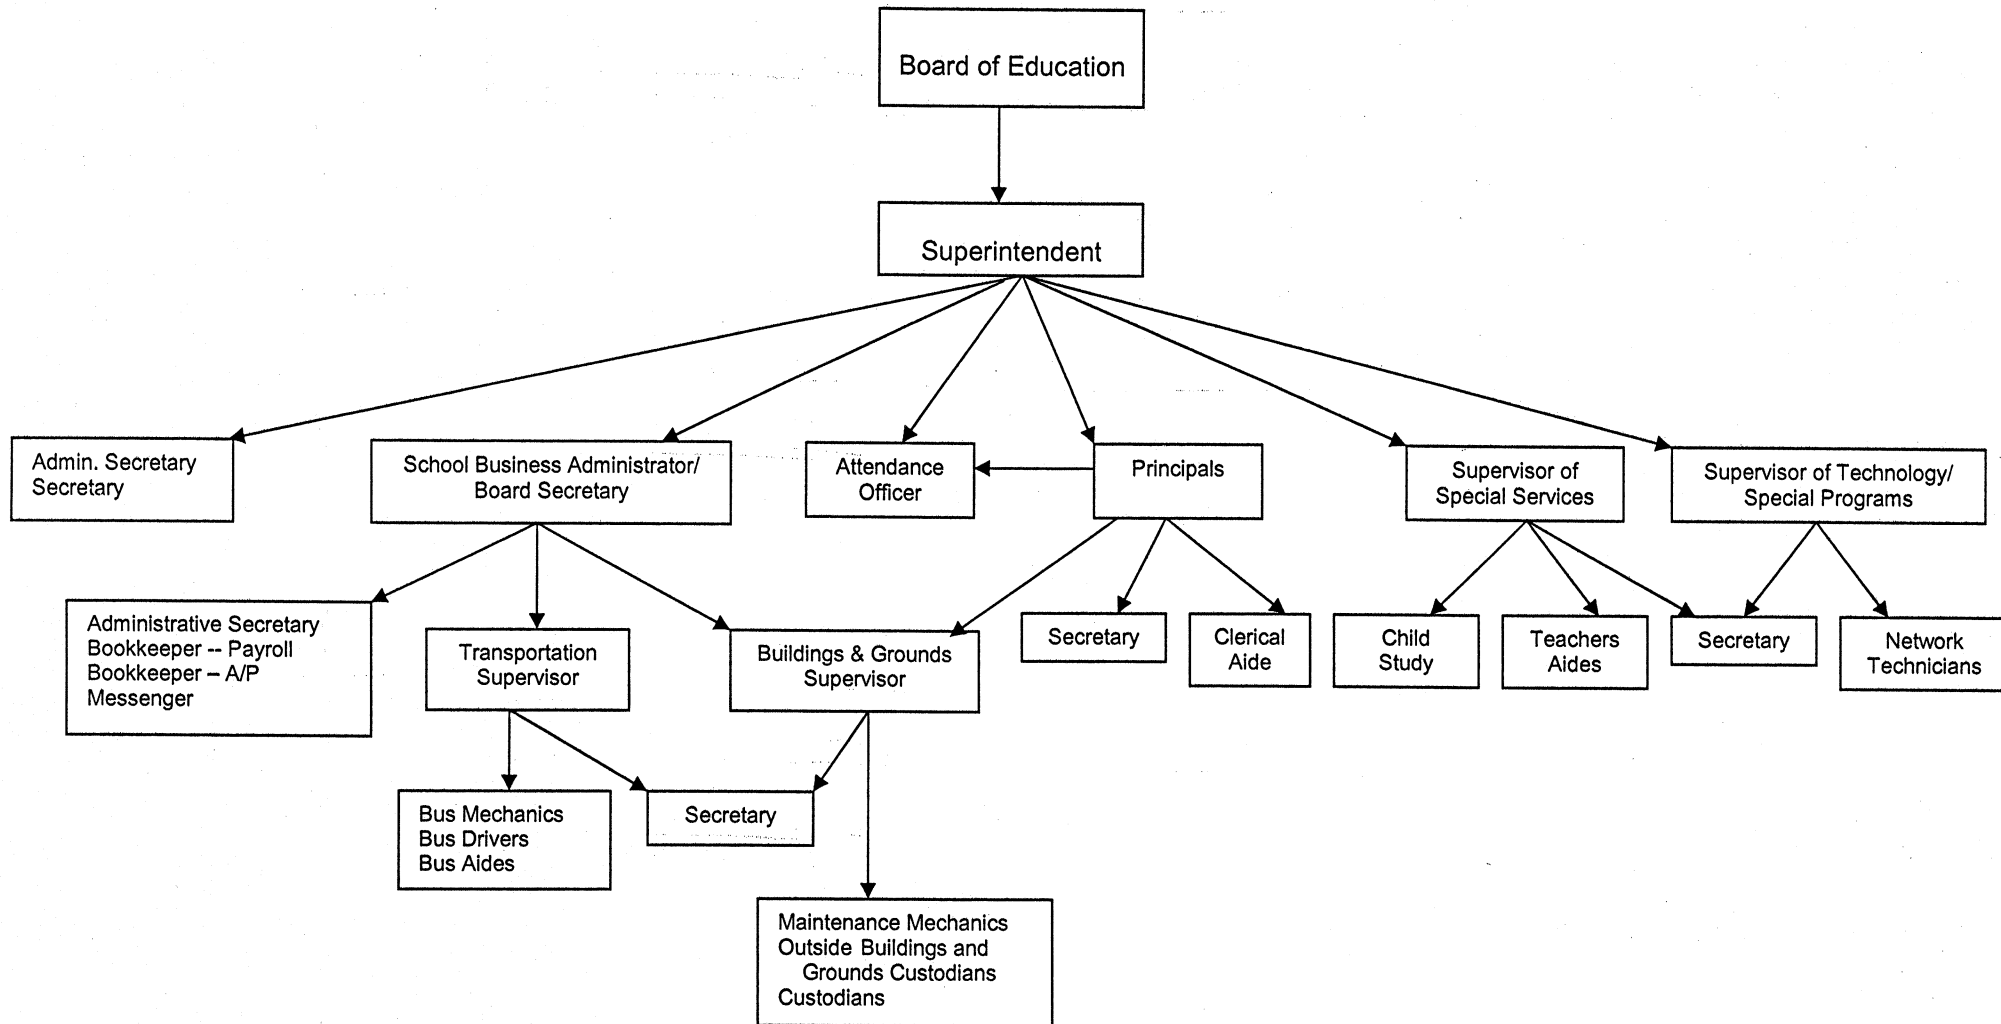 Board of Education
Superintendent
Admin. Secretary
Secretary
School Business Administrator/
Board Secretary
Attendance
Officer
Principals
Supervisor of
Special Services
Supervisor of Technology/
Special Programs
Administrative Secretary
Bookkeeper -- Payroll
Bookkeeper – A/P
Messenger
Transportation
Supervisor
Buildings & Grounds
Supervisor
Secretary
Clerical
Aide
Child
Study
Teachers
Aides
Secretary
Network
Technicians
Bus Mechanics
Bus Drivers
Bus Aides
Secretary
Maintenance Mechanics
Outside Buildings and
Grounds Custodians
Custodians